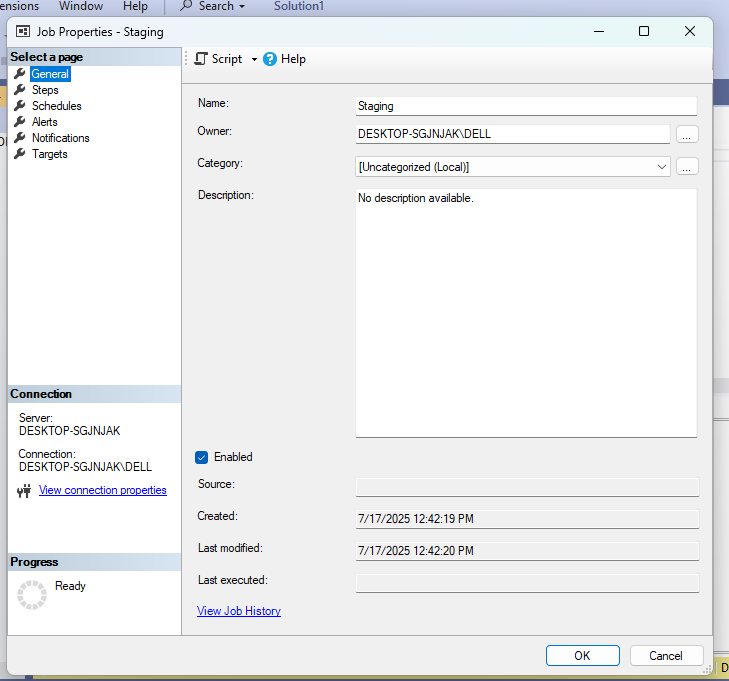 ensions Window Help Search Solution1
Job Properties - Staging
Select a page
General
Steps
Schedules
Alerts
Notifications
Targets
Connection
Server:
DESKTOP-SGJNJAK
Connection:
DESKTOP-SGJNJAK\DELL
View connection properties
Progress
Ready
Script Help
Name: Staging
Owner: DESKTOP-SGJNJAK\DELL ...
Category: [Uncategorized (Local)] ...
Description: No description available.
Enabled
Source:
Created: 7/17/2025 12:42:19 PM
Last modified: 7/17/2025 12:42:20 PM
Last executed:
View Job History
OK Cancel